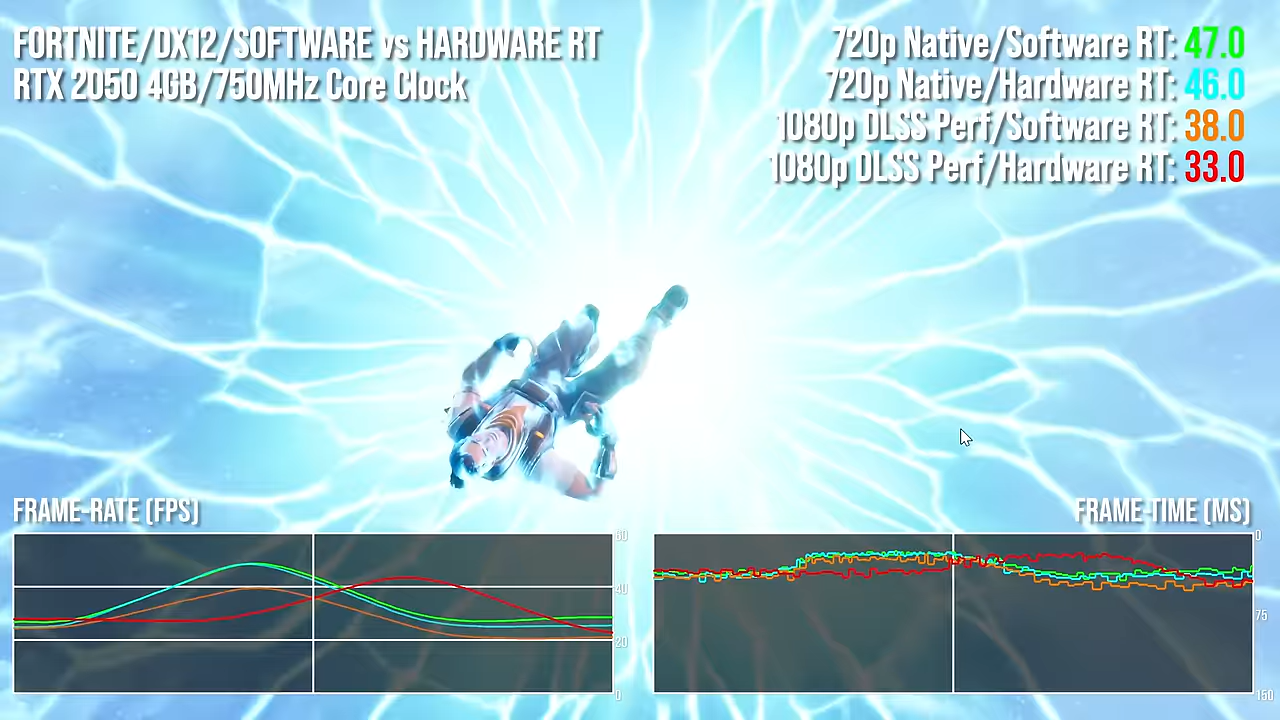 FORTNITE/DX12/SOFTWARE vs HARDWARE RT
RTX 2050 4GB/750MHz Core Clock
720p Native/Software RT: 47.0
720p Native/Hardware RT: 46.0
1080p DLSS Perf/Software RT: 38.0
1080p DLSS Perf/Hardware RT: 33.0
FRAME-RATE (FPS)
60
40
20
0
FRAME-TIME (MS)
0
75
150